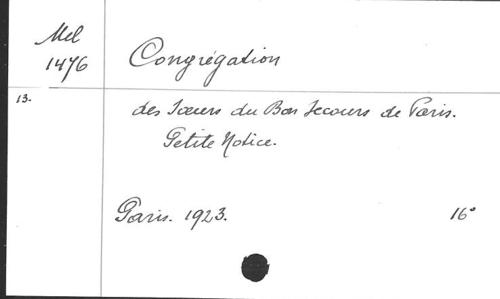 Mel
1476
Congrégation
13.
des Sœurs du Bon Secours de Paris.
Petite Notice.
Paris. 1923. 16°